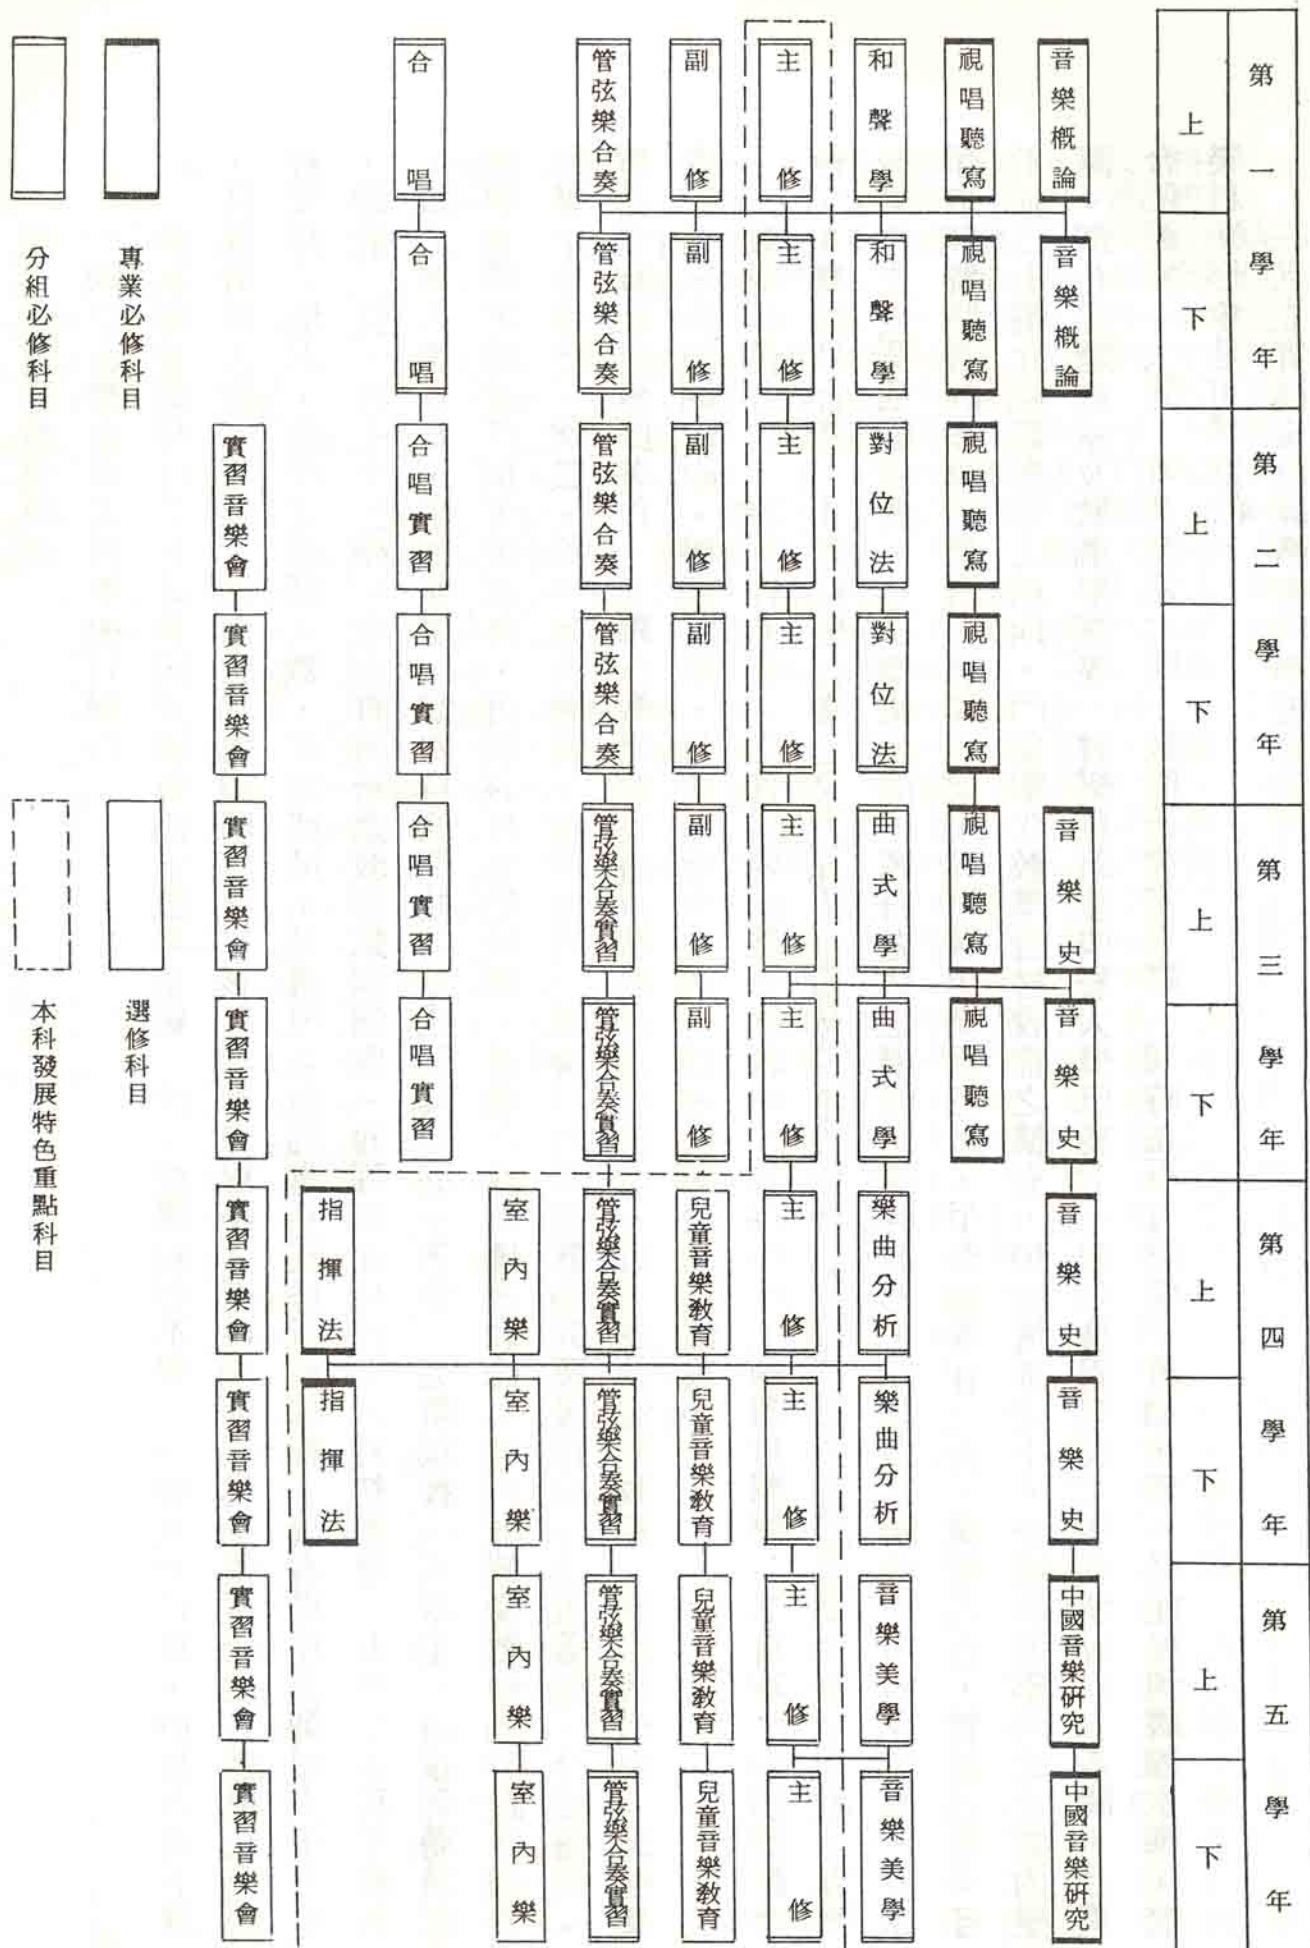 第一學年
上
下
第二學年
上
下
第三學年
上
下
第四學年
上
下
第五學年
上
下
音樂概論
音樂概論
音樂史
音樂史
音樂史
音樂史
中國音樂研究
中國音樂研究
視唱聽寫
視唱聽寫
視唱聽寫
視唱聽寫
視唱聽寫
視唱聽寫
和聲學
和聲學
對位法
對位法
曲式學
曲式學
樂曲分析
樂曲分析
音樂美學
音樂美學
主修
主修
主修
主修
主修
主修
主修
主修
主修
主修
副修
副修
副修
副修
副修
副修
兒童音樂教育
兒童音樂教育
兒童音樂教育
兒童音樂教育
管弦樂合奏
管弦樂合奏
管弦樂合奏
管弦樂合奏
管弦樂合奏實習
管弦樂合奏實習
管弦樂合奏實習
管弦樂合奏實習
管弦樂合奏實習
管弦樂合奏實習
室內樂
室內樂
室內樂
室內樂
合唱
合唱
合唱實習
合唱實習
合唱實習
合唱實習
指揮法
指揮法
實習音樂會
實習音樂會
實習音樂會
實習音樂會
實習音樂會
實習音樂會
實習音樂會
實習音樂會
專業必修科目
選修科目
分組必修科目
本科發展特色重點科目